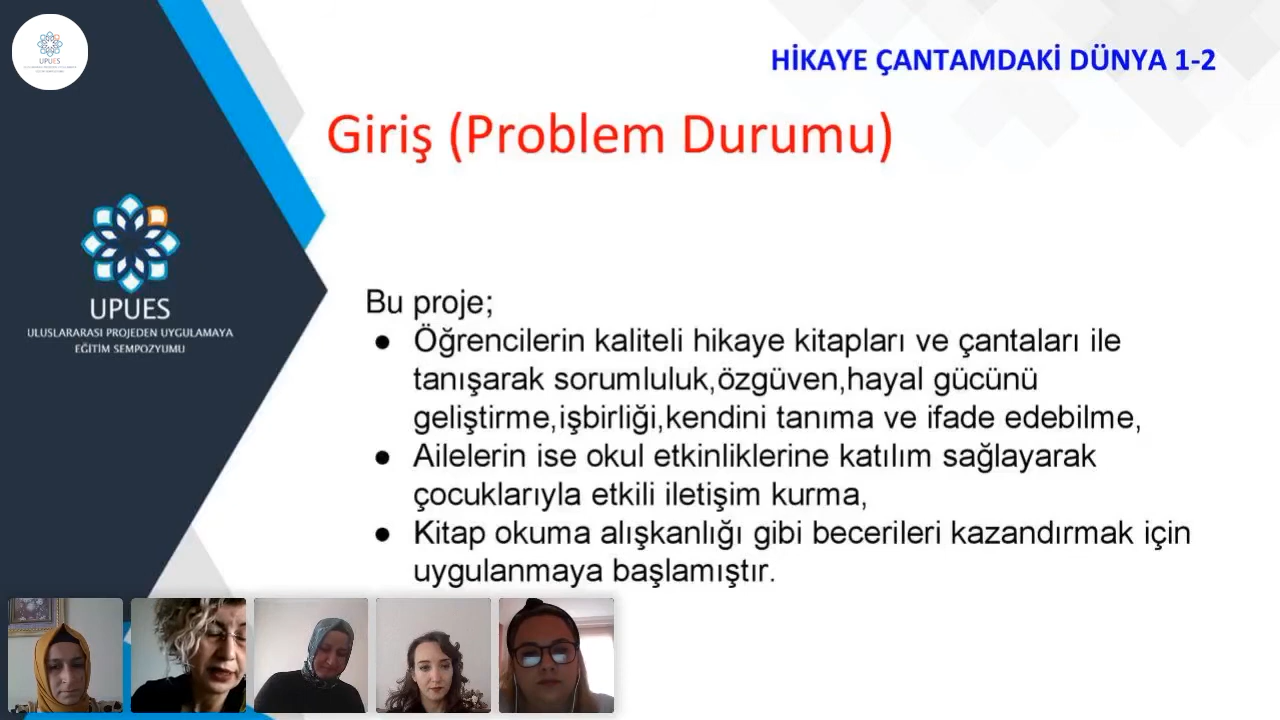 UPUES
HİKAYE ÇANTAMDAKİ DÜNYA 1-2
Giriş (Problem Durumu)
UPUES
ULUSLARARASI PROJEDEN UYGULAMAYA
EĞİTİM SEMPOZYUMU
Bu proje;
● Öğrencilerin kaliteli hikaye kitapları ve çantaları ile
tanışarak sorumluluk,özgüven,hayal gücünü
geliştirme,işbirliği,kendini tanıma ve ifade edebilme,
● Ailelerin ise okul etkinliklerine katılım sağlayarak
çocuklarıyla etkili iletişim kurma,
● Kitap okuma alışkanlığı gibi becerileri kazandırmak için
uygulanmaya başlamıştır.